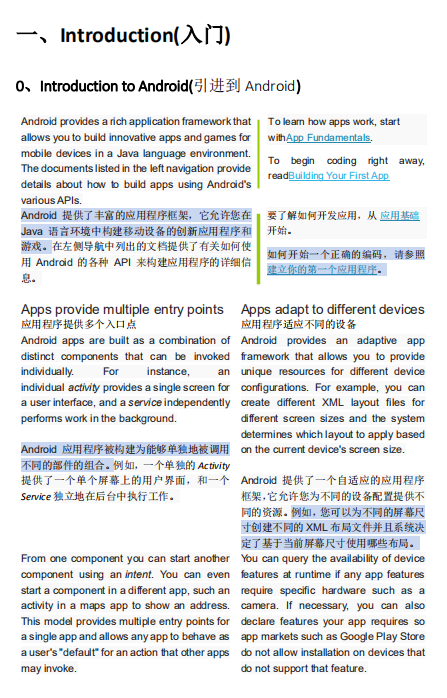 一、Introduction(入门)
0、Introduction to Android(引进到 Android)
Android provides a rich application framework that
allows you to build innovative apps and games for
mobile devices in a Java language environment.
The documents listed in the left navigation provide
details about how to build apps using Android's
various APIs.
Android 提供了丰富的应用程序框架，它允许您在
Java 语言环境中构建移动设备的创新应用程序和
游戏。在左侧导航中列出的文档提供了有关如何使
用 Android 的各种 API 来构建应用程序的详细信
息。
To learn how apps work, start
withApp Fundamentals.
To begin coding right away,
readBuilding Your First App.
要了解如何开发应用，从 应用基础
开始。
如何开始一个正确的编码，请参照
建立你的第一个应用程序。
Apps provide multiple entry points
应用程序提供多个入口点
Android apps are built as a combination of
distinct components that can be invoked
individually. For instance, an
individual activity provides a single screen for
a user interface, and a service independently
performs work in the background.
Android 应用程序被构建为能够单独地被调用
不同的部件的组合。例如，一个单独的 Activity
提供了一个单个屏幕上的用户界面，和一个
Service 独立地在后台中执行工作。
From one component you can start another
component using an intent. You can even
start a component in a different app, such an
activity in a maps app to show an address.
This model provides multiple entry points for
a single app and allows any app to behave as
a user's "default" for an action that other apps
may invoke.
Apps adapt to different devices
应用程序适应不同的设备
Android provides an adaptive app
framework that allows you to provide
unique resources for different device
configurations. For example, you can
create different XML layout files for
different screen sizes and the system
determines which layout to apply based
on the current device's screen size.
Android 提供了一个自适应的应用程序
框架，它允许您为不同的设备配置提供不
同的资源。例如，您可以为不同的屏幕尺
寸创建不同的 XML 布局文件并且系统决
定了基于当前屏幕尺寸使用哪些布局。
You can query the availability of device
features at runtime if any app features
require specific hardware such as a
camera. If necessary, you can also
declare features your app requires so
app markets such as Google Play Store
do not allow installation on devices that
do not support that feature.